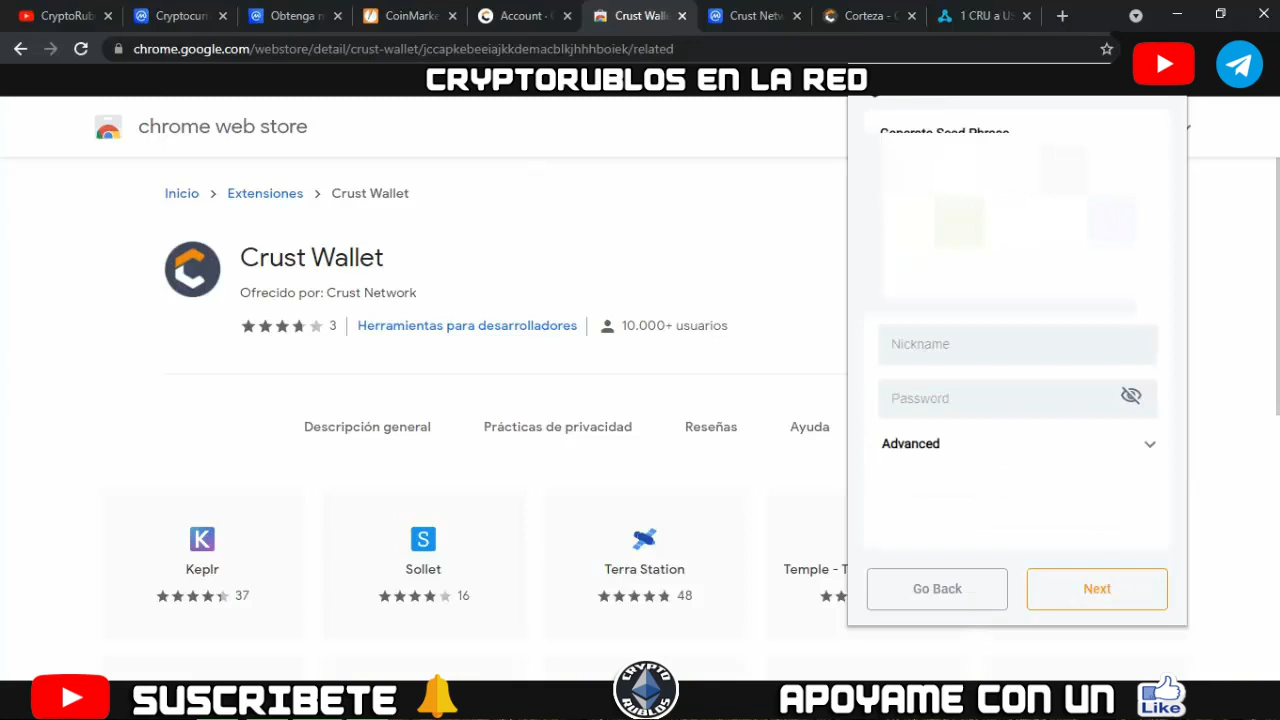 CryptoRub
Cryptocurr
Obtenga n
CoinMarke
Account - C
Crust Walle
Crust Netw
Corteza - C
1 CRU a US
chrome.google.com/webstore/detail/crust-wallet/jccapkebeeiajkkdemacblkjhhhboiek/related
CRYPTORUBLOS EN LA RED
chrome web store
Inicio > Extensiones > Crust Wallet
Crust Wallet
Ofrecido por: Crust Network
3 Herramientas para desarrolladores 10.000+ usuarios
Descripción general Prácticas de privacidad Reseñas Ayuda
Keplr
37
Sollet
16
Terra Station
48
Temple - T
Generate Seed Phrase
Nickname
Password
Advanced
Go Back Next
SUSCRIBETE
CRYPTO
RUBLOS
APOYAME CON UN
Like